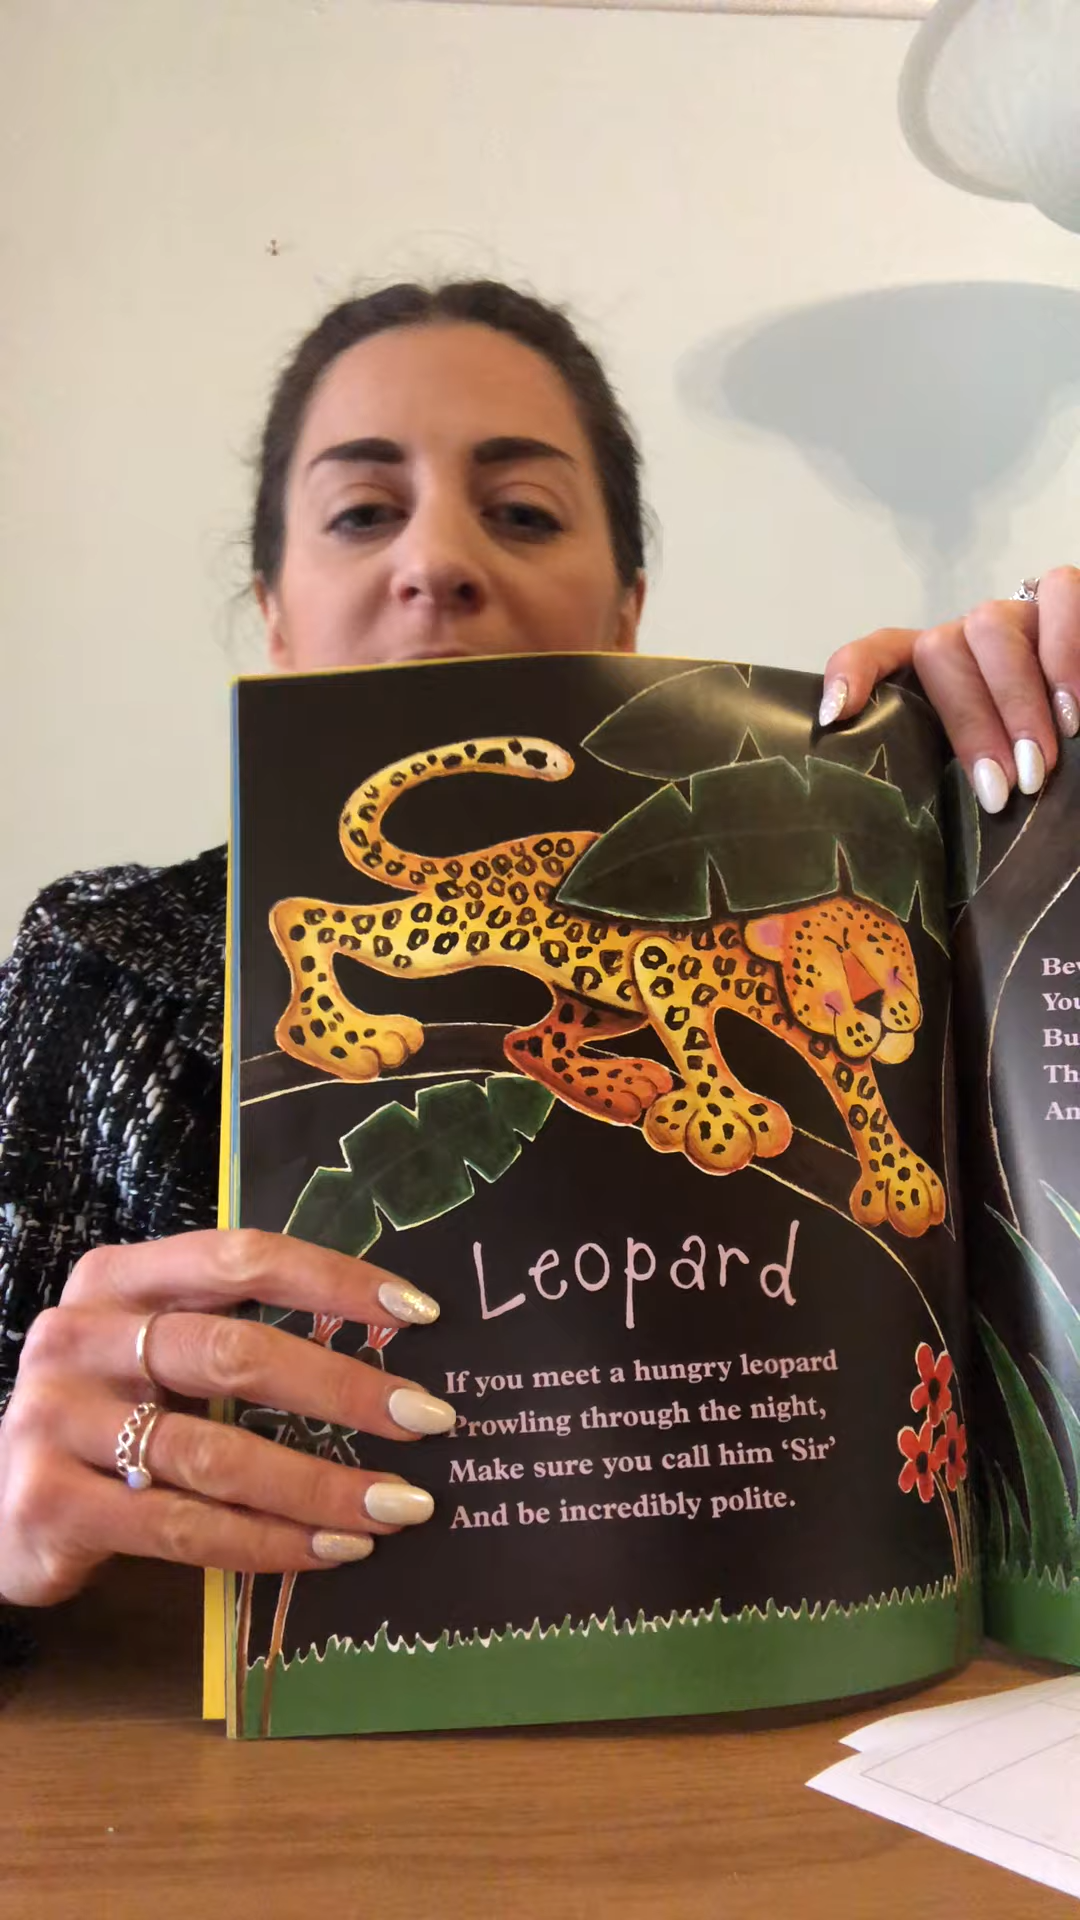 Leopard
If you meet a hungry leopard
Prowling through the night,
Make sure you call him ‘Sir’
And be incredibly polite.